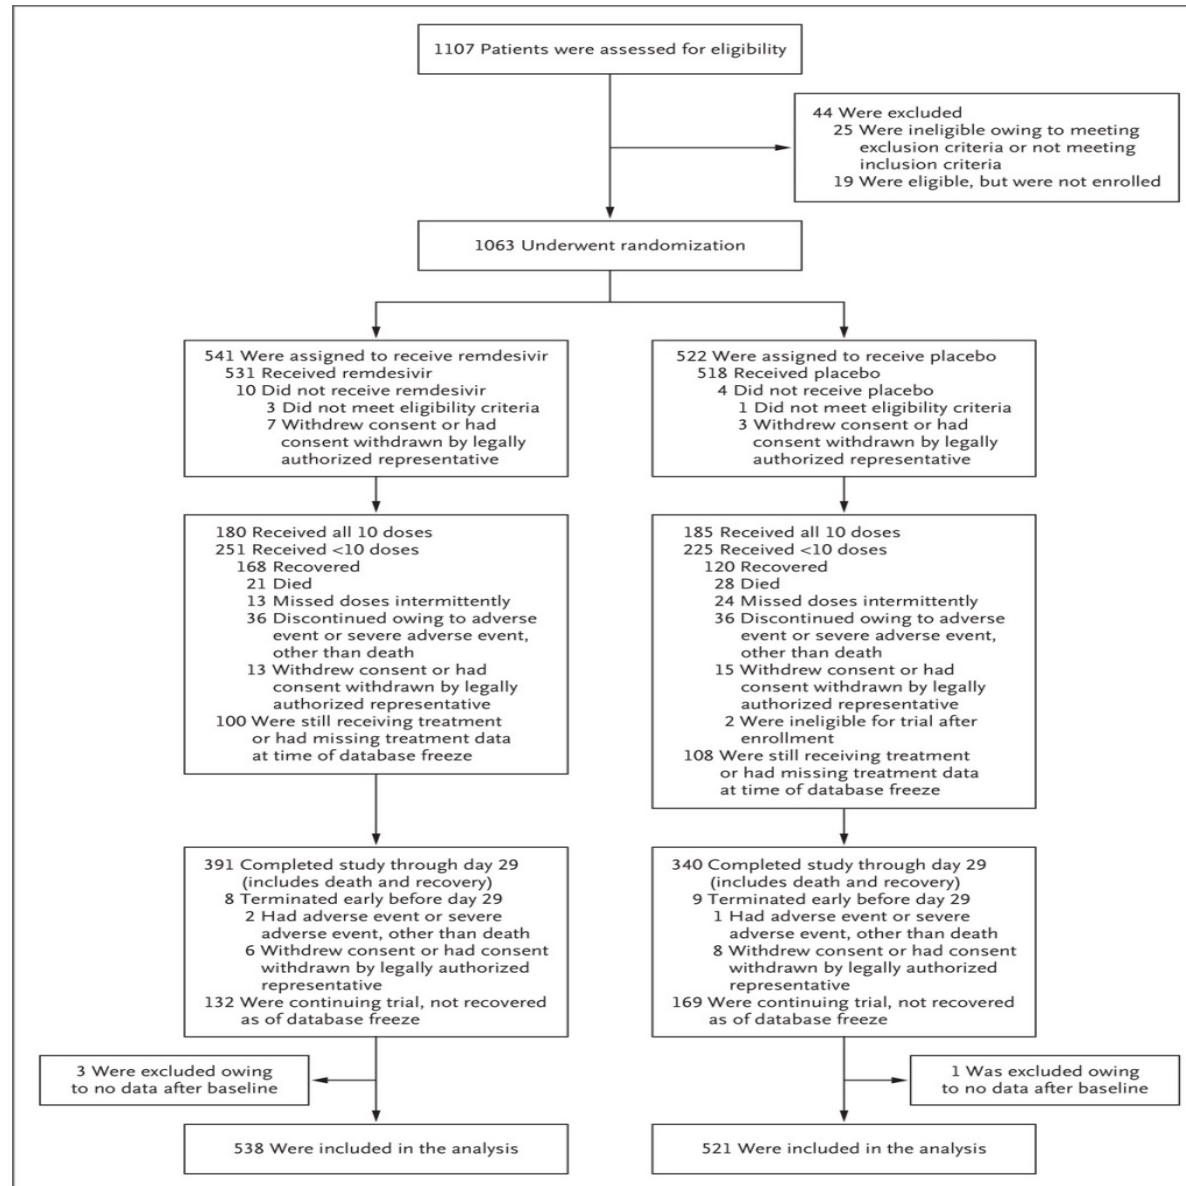 1107 Patients were assessed for eligibility
44 Were excluded
25 Were ineligible owing to meeting
exclusion criteria or not meeting
inclusion criteria
19 Were eligible, but were not enrolled
1063 Underwent randomization
541 Were assigned to receive remdesivir
531 Received remdesivir
10 Did not receive remdesivir
3 Did not meet eligibility criteria
7 Withdrew consent or had
consent withdrawn by legally
authorized representative
522 Were assigned to receive placebo
518 Received placebo
4 Did not receive placebo
1 Did not meet eligibility criteria
3 Withdrew consent or had
consent withdrawn by legally
authorized representative
180 Received all 10 doses
251 Received <10 doses
168 Recovered
21 Died
13 Missed doses intermittently
36 Discontinued owing to adverse
event or severe adverse event,
other than death
13 Withdrew consent or had
consent withdrawn by legally
authorized representative
100 Were still receiving treatment
or had missing treatment data
at time of database freeze
185 Received all 10 doses
225 Received <10 doses
120 Recovered
28 Died
24 Missed doses intermittently
36 Discontinued owing to adverse
event or severe adverse event,
other than death
15 Withdrew consent or had
consent withdrawn by legally
authorized representative
2 Were ineligible for trial after
enrollment
108 Were still receiving treatment
or had missing treatment data
at time of database freeze
391 Completed study through day 29
(includes death and recovery)
8 Terminated early before day 29
2 Had adverse event or severe
adverse event, other than death
6 Withdrew consent or had consent
withdrawn by legally authorized
representative
132 Were continuing trial, not recovered
as of database freeze
340 Completed study through day 29
(includes death and recovery)
9 Terminated early before day 29
1 Had adverse event or severe
adverse event, other than death
8 Withdrew consent or had consent
withdrawn by legally authorized
representative
169 Were continuing trial, not recovered
as of database freeze
3 Were excluded owing
to no data after baseline
1 Was excluded owing
to no data after baseline
538 Were included in the analysis
521 Were included in the analysis